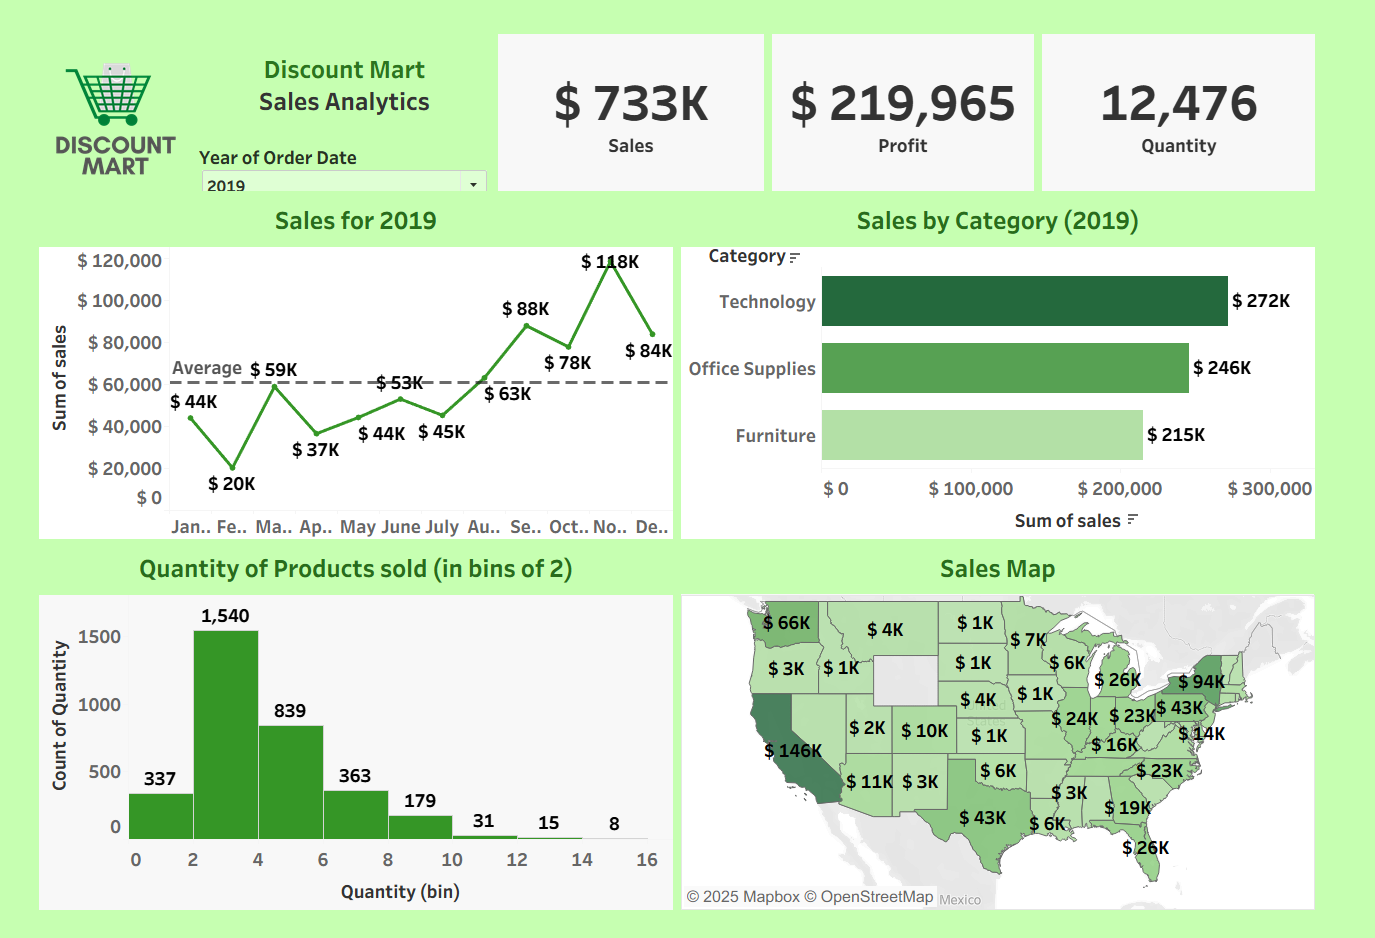 DISCOUNT
MART
Discount Mart
Sales Analytics
Year of Order Date
2019
$ 733K
Sales
$ 219,965
Profit
12,476
Quantity
Sales for 2019
Sum of sales
$ 120,000
$ 100,000
$ 80,000
$ 60,000
$ 40,000
$ 20,000
$ 0
Average
$ 44K
$ 20K
$ 59K
$ 37K
$ 44K
$ 53K
$ 45K
$ 63K
$ 88K
$ 78K
$ 118K
$ 84K
Jan.. Fe.. Ma.. Ap.. May June July Au.. Se.. Oct.. No.. De..
Sales by Category (2019)
Category
Technology $ 272K
Office Supplies $ 246K
Furniture $ 215K
$ 0 $ 100,000 $ 200,000 $ 300,000
Sum of sales
Quantity of Products sold (in bins of 2)
Count of Quantity
1500
1000
500
0
337
1,540
839
363
179
31
15
8
0 2 4 6 8 10 12 14 16
Quantity (bin)
Sales Map
$ 66K
$ 4K
$ 1K
$ 7K
$ 3K
$ 1K
$ 1K
$ 6K
$ 26K
$ 94K
$ 4K
$ 1K
$ 43K
$ 2K
$ 10K
$ 1K
$ 24K
$ 23K
$ 14K
$ 146K
$ 16K
$ 11K
$ 3K
$ 6K
$ 23K
$ 3K
$ 19K
$ 43K
$ 6K
$ 26K
States
Mexico
© 2025 Mapbox © OpenStreetMap